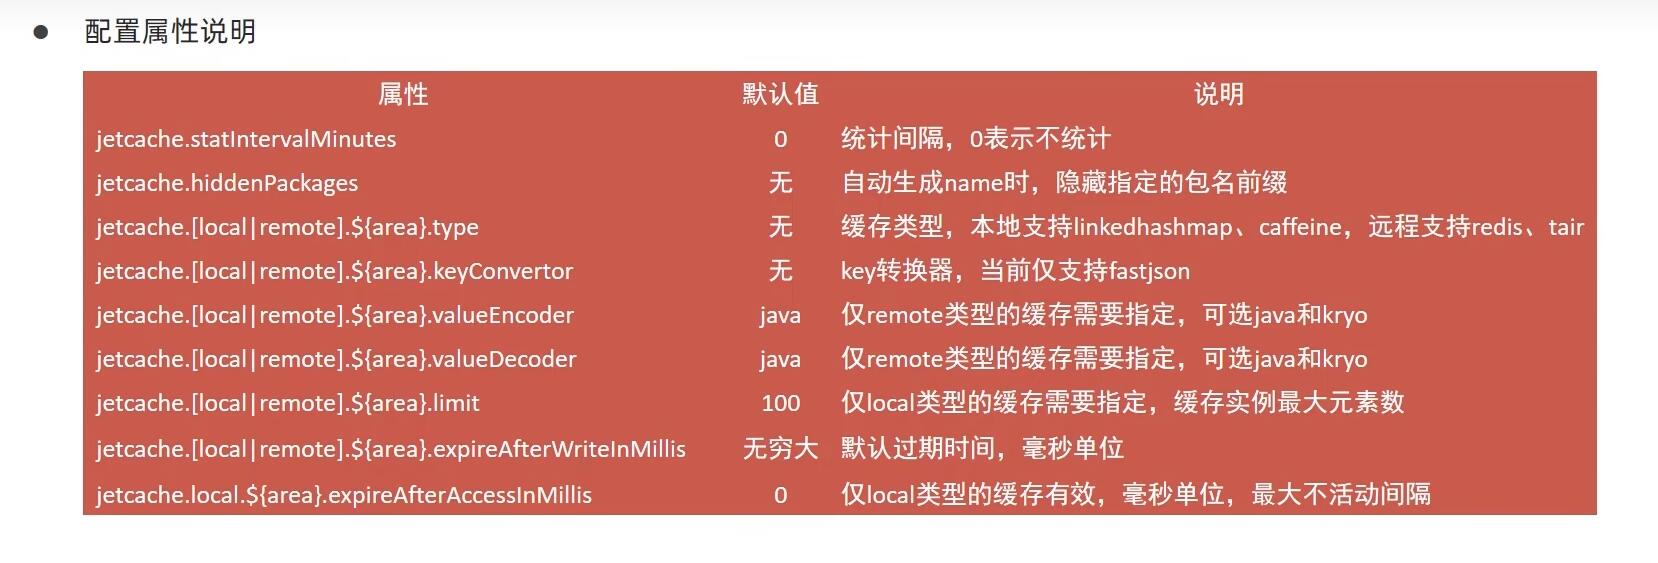 ● 配置属性说明
属性 默认值 说明
jetcache.statIntervalMinutes 0 统计间隔，0表示不统计
jetcache.hiddenPackages 无 自动生成name时，隐藏指定的包名前缀
jetcache.[local|remote].${area}.type 无 缓存类型，本地支持linkedhashmap、caffeine，远程支持redis、tair
jetcache.[local|remote].${area}.keyConvertor 无 key转换器，当前仅支持fastjson
jetcache.[local|remote].${area}.valueEncoder java 仅remote类型的缓存需要指定，可选java和kryo
jetcache.[local|remote].${area}.valueDecoder java 仅remote类型的缓存需要指定，可选java和kryo
jetcache.[local|remote].${area}.limit 100 仅local类型的缓存需要指定，缓存实例最大元素数
jetcache.[local|remote].${area}.expireAfterWriteInMillis 无穷大 默认过期时间，毫秒单位
jetcache.local.${area}.expireAfterAccessInMillis 0 仅local类型的缓存有效，毫秒单位，最大不活动间隔